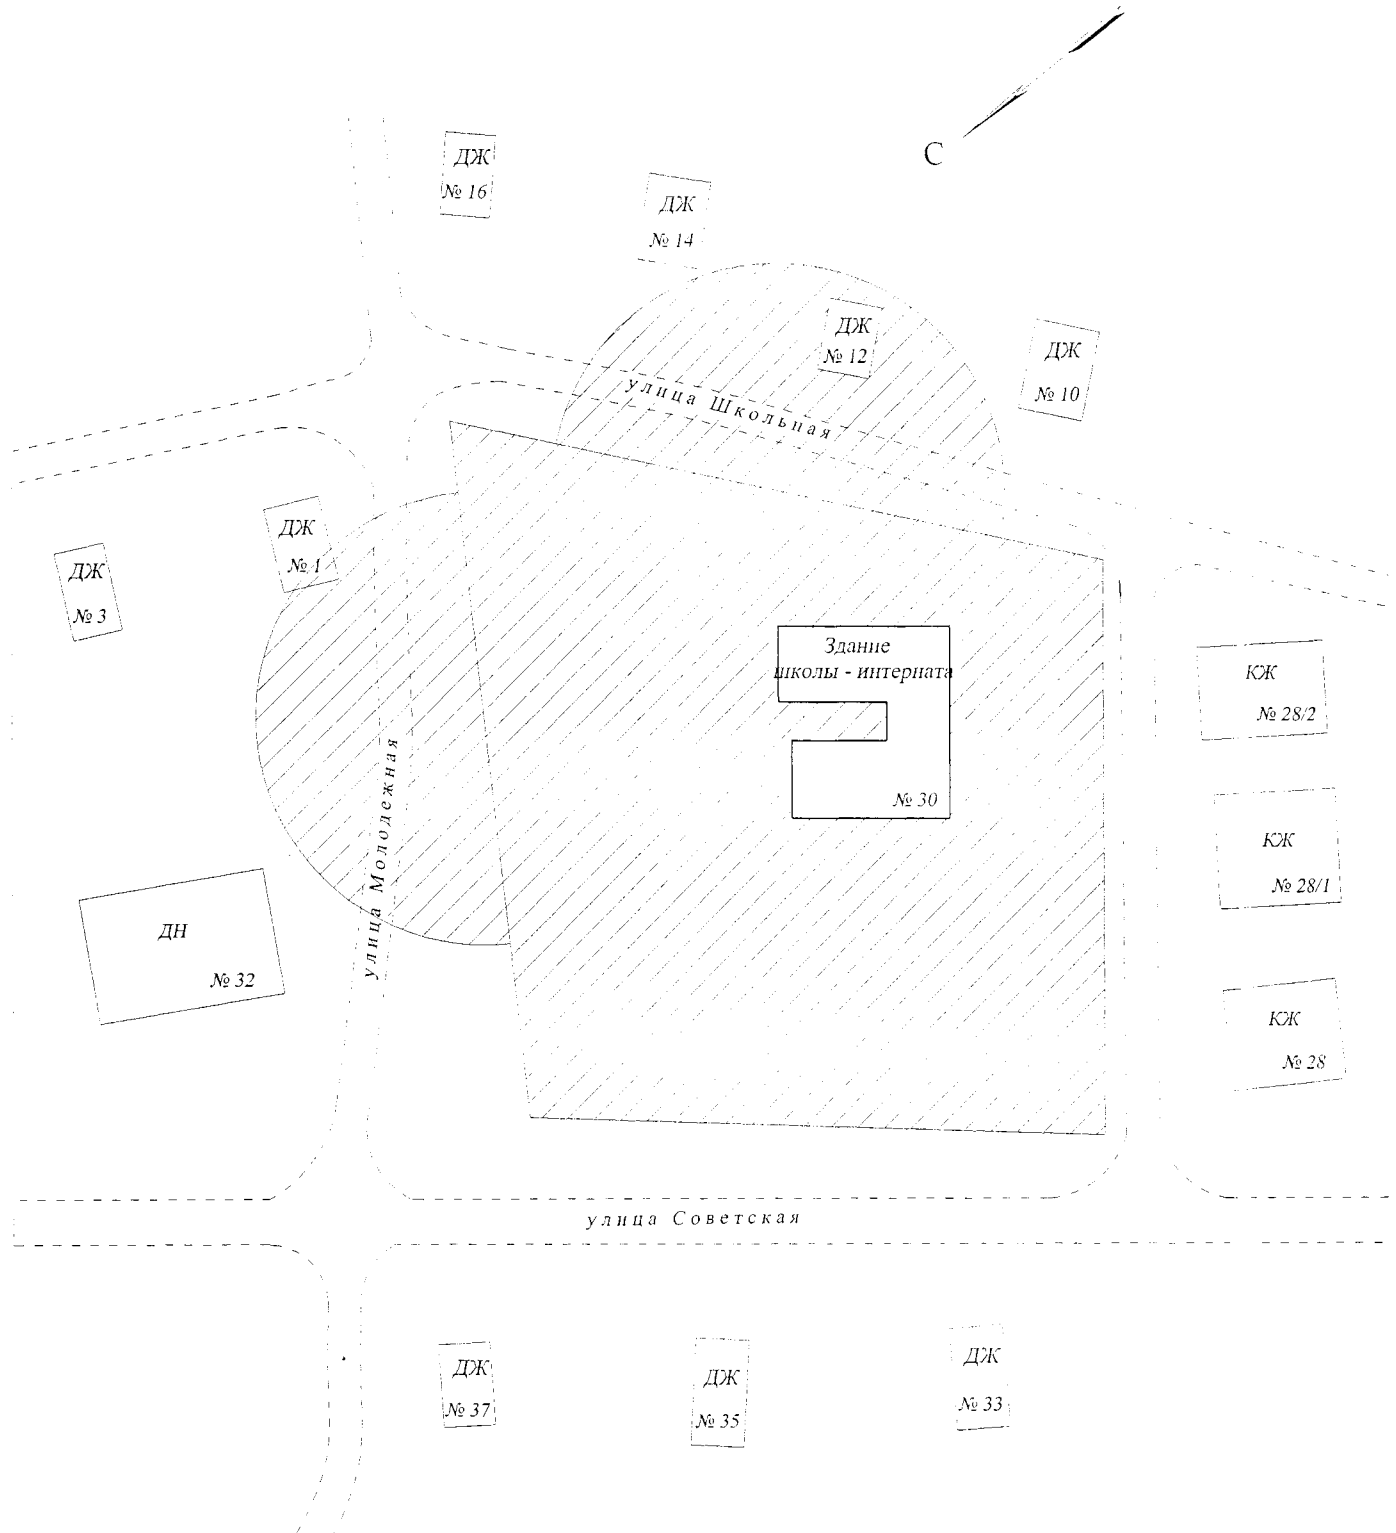 С
ДЖ
№ 16
ДЖ
№ 14
ДЖ
№ 12
ДЖ
№ 10
улица Школьная
ДЖ
№ 1
ДЖ
№ 3
Здание
школы - интерната
№ 30
КЖ
№ 28/2
КЖ
№ 28/1
КЖ
№ 28
улица Молодежная
ДН
№ 32
улица Советская
ДЖ
№ 37
ДЖ
№ 35
ДЖ
№ 33